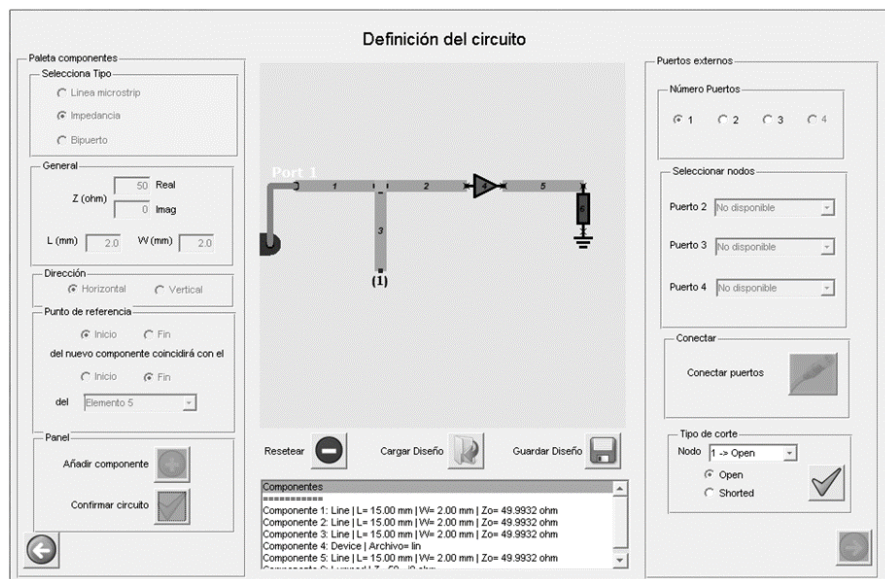 Definición del circuito
Paleta componentes
Selecciona Tipo
Linea microstrip
Impedancia
Bipuerto
General
Z (ohm)
50 Real
0 Imag
L (mm) 2.0 W (mm) 2.0
Dirección
Horizontal Vertical
Punto de referencia
Inicio Fin
del nuevo componente coincidirá con el
Inicio Fin
del Elemento 5
Panel
Añadir componente
Confirmar circuito
Port 1
1 2 4 5
3
6
(1)
Resetear Cargar Diseño Guardar Diseño
Componentes
===========
Componente 1: Line | L= 15.00 mm | W= 2.00 mm | Zo= 49.9932 ohm
Componente 2: Line | L= 15.00 mm | W= 2.00 mm | Zo= 49.9932 ohm
Componente 3: Line | L= 15.00 mm | W= 2.00 mm | Zo= 49.9932 ohm
Componente 4: Device | Archivo= lin
Componente 5: Line | L= 15.00 mm | W= 2.00 mm | Zo= 49.9932 ohm
Puertos externos
Número Puertos
1 2 3 4
Seleccionar nodos
Puerto 2 No disponible
Puerto 3 No disponible
Puerto 4 No disponible
Conectar
Conectar puertos
Tipo de corte
Nodo 1 -> Open
Open
Shorted